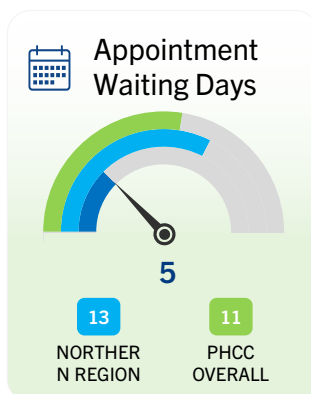 Appointment
Waiting Days
5
13
11
NORTHER
N REGION
PHCC
OVERALL